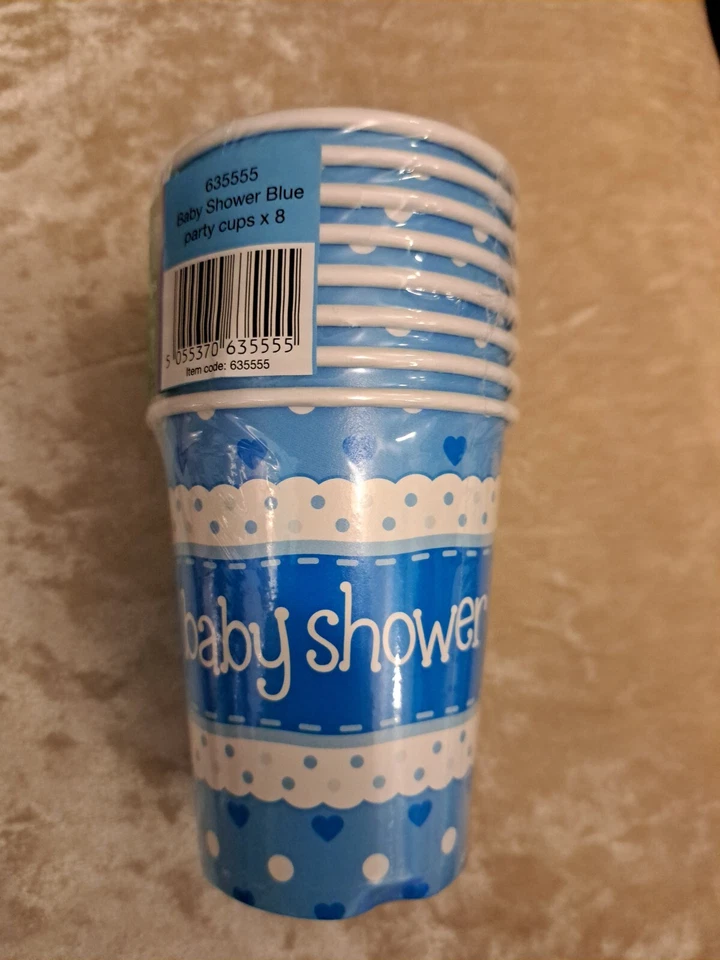 635555
Baby Shower Blue
party cups x 8
5 055370 635555
Item code: 635555
baby shower